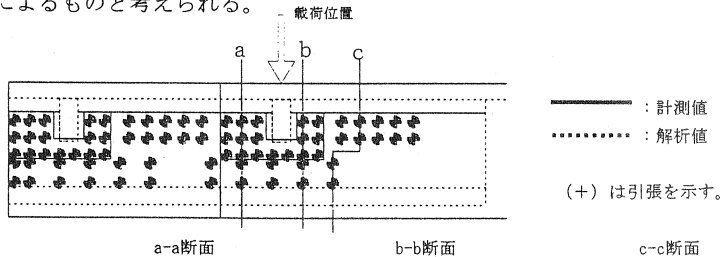 によるものと考えられる。
載荷位置
a
b
c
：計測値
：解析値
(+) は引張を示す。
a-a断面
b-b断面
c-c断面